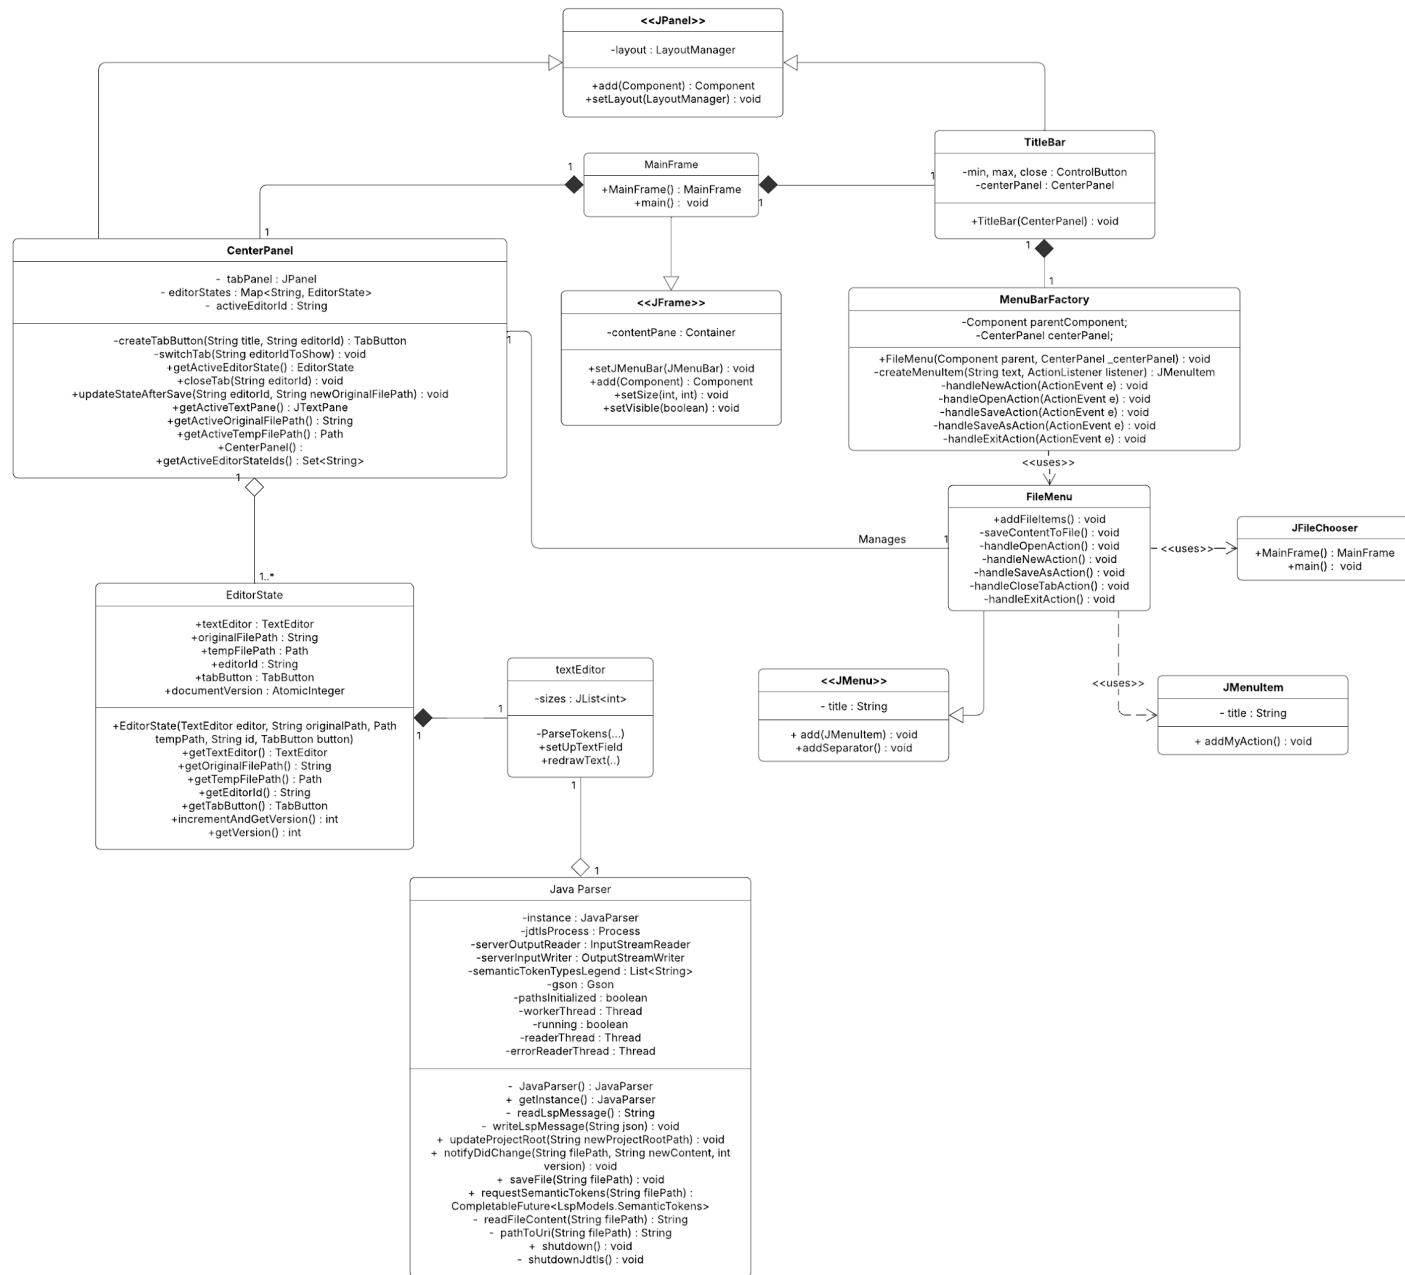 <<JPanel>>
-layout : LayoutManager
+add(Component) : Component
+setLayout(LayoutManager) : void
TitleBar
-min, max, close : ControlButton
-centerPanel : CenterPanel
+TitleBar(CenterPanel) : void
MainFrame
+MainFrame() : MainFrame
+main() : void
1
1
1
1
CenterPanel
- tabPanel : JPanel
- editorStates : Map<String, EditorState>
- activeEditorId : String
-createTabButton(String title, String editorId) : TabButton
-switchTab(String editorIdToShow) : void
+getActiveEditorState() : EditorState
+closeTab(String editorId) : void
+updateStateAfterSave(String editorId, String newOriginalFilePath) : void
+getActiveTextPane() : JTextPane
+getActiveOriginalFilePath() : String
+getActiveTempFilePath() : Path
+CenterPanel() :
+getActiveEditorStateIds() : Set<String>
1
1
<<JFrame>>
-contentPane : Container
+setJMenuBar(JMenuBar) : void
+add(Component) : Component
+setSize(int, int) : void
+setVisible(boolean) : void
1
1
MenuBarFactory
-Component parentComponent;
-CenterPanel centerPanel;
+FileMenu(Component parent, CenterPanel _centerPanel) : void
-createMenuItem(String text, ActionListener listener) : JMenuItem
-handleNewAction(ActionEvent e) : void
-handleOpenAction(ActionEvent e) : void
-handleSaveAction(ActionEvent e) : void
-handleSaveAsAction(ActionEvent e) : void
-handleExitAction(ActionEvent e) : void
<<uses>>
FileMenu
+addFileItems() : void
-saveContentToFile() : void
-handleOpenAction() : void
-handleNewAction() : void
-handleSaveAsAction() : void
-handleCloseTabAction() : void
-handleExitAction() : void
Manages
1
<<uses>>
JFileChooser
+MainFrame() : MainFrame
+main() : void
1..*
EditorState
+textEditor : TextEditor
+originalFilePath : String
+tempFilePath : Path
+editorId : String
+tabButton : TabButton
+documentVersion : AtomicInteger
+EditorState(TextEditor editor, String originalPath, Path
tempPath, String id, TabButton button)
+getTextEditor() : TextEditor
+getOriginalFilePath() : String
+getTempFilePath() : Path
+getEditorId() : String
+getTabButton() : TabButton
+incrementAndGetVersion() : int
+getVersion() : int
1
1
textEditor
-sizes : JList<int>
-ParseTokens(...)
+setUpTextField
+redrawText(..)
1
1
<<JMenu>>
- title : String
+ add(JMenuItem) : void
+addSeparator() : void
<<uses>>
JMenuItem
- title : String
+ addMyAction() : void
Java Parser
-instance : JavaParser
-jdtlsProcess : Process
-serverOutputReader : InputStreamReader
-serverInputWriter : OutputStreamWriter
-semanticTokenTypesLegend : List<String>
-gson : Gson
-pathsInitialized : boolean
-workerThread : Thread
-running : boolean
-readerThread : Thread
-errorReaderThread : Thread
- JavaParser() : JavaParser
+ getInstance() : JavaParser
- readLspMessage() : String
- writeLspMessage(String json) : void
+ updateProjectRoot(String newProjectRootPath) : void
+ notifyDidChange(String filePath, String newContent, int
version) : void
+ saveFile(String filePath) : void
+ requestSemanticTokens(String filePath) :
CompletableFuture<LspModels.SemanticTokens>
- readFileContent(String filePath) : String
- pathToUri(String filePath) : String
+ shutdown() : void
- shutdownJdtls() : void